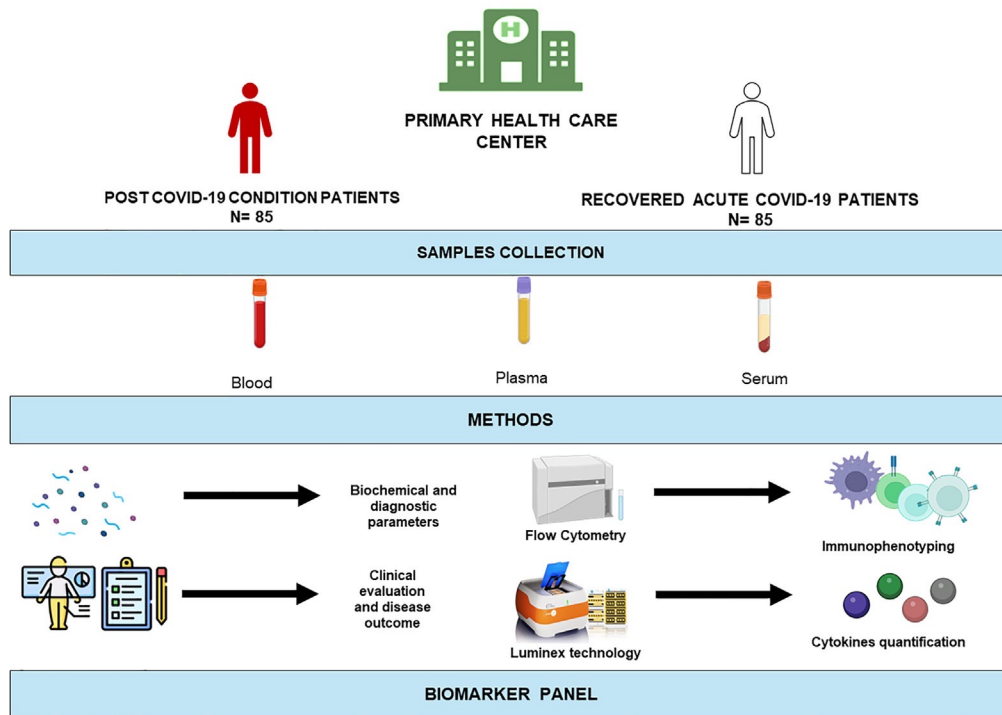 H
PRIMARY HEALTH CARE
CENTER
POST COVID-19 CONDITION PATIENTS
N= 85
RECOVERED ACUTE COVID-19 PATIENTS
N= 85
SAMPLES COLLECTION
Blood
Plasma
Serum
METHODS
Biochemical and
diagnostic
parameters
Flow Cytometry
Immunophenotyping
Clinical
evaluation
and disease
outcome
Luminex technology
Cytokines quantification
BIOMARKER PANEL